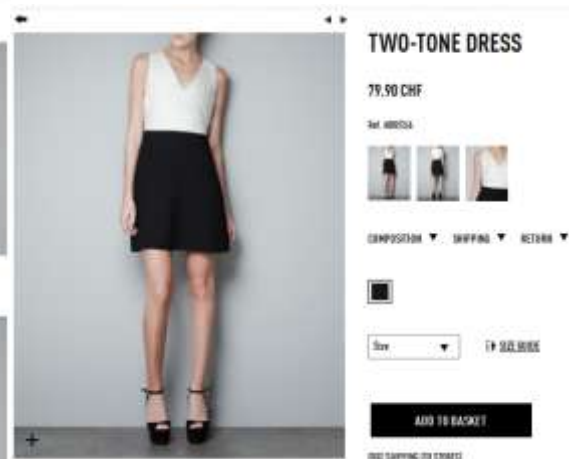 TWO-TONE DRESS
79.90 CHF
COMPOSITION ▼ SHIPPING ▼ RETURN ▼
Size ▼ SIZE GUIDE
ADD TO BASKET